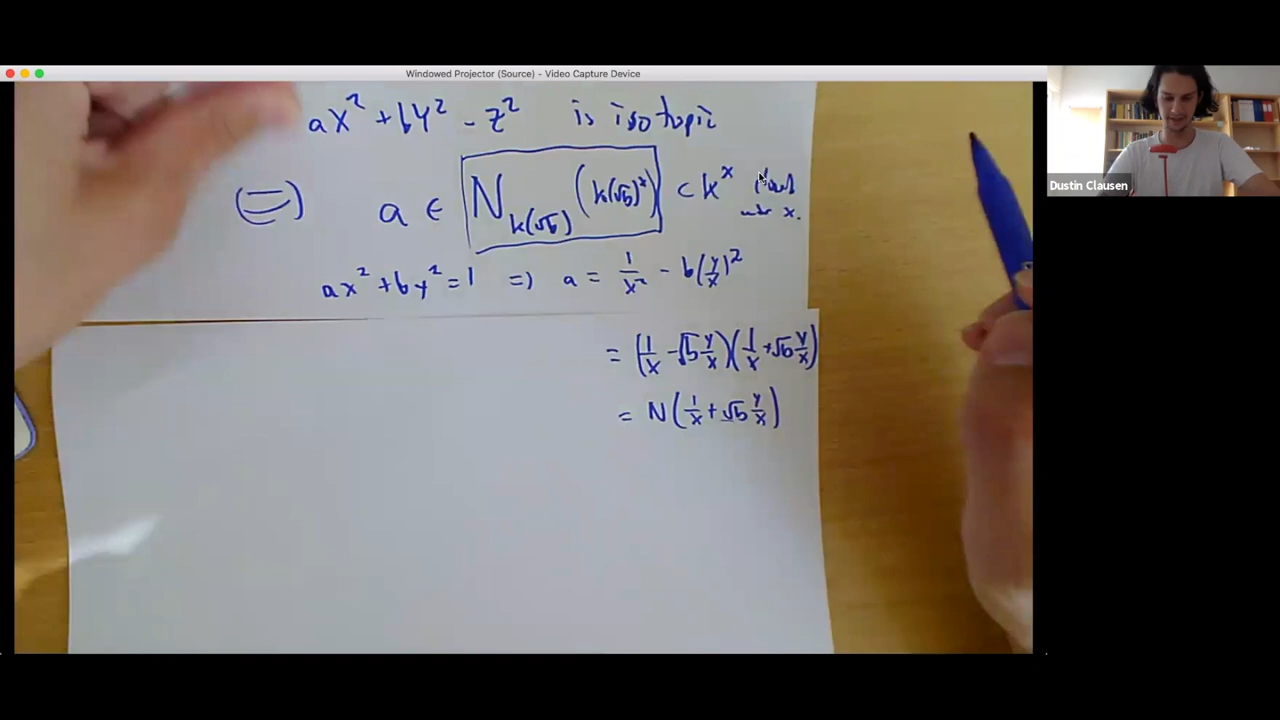 Windowed Projector (Source) - Video Capture Device
aX² + bY² - Z² is isotopic
⟺ a ∈ N_{k(√b)} (k(√b)^x) ⊂ k^x
ax² + by² = 1 ⇒ a = 1/x² - b(y/x)²
= (1/x - √b y/x)(1/x + √b y/x)
= N(1/x + √b y/x)
Dustin Clausen